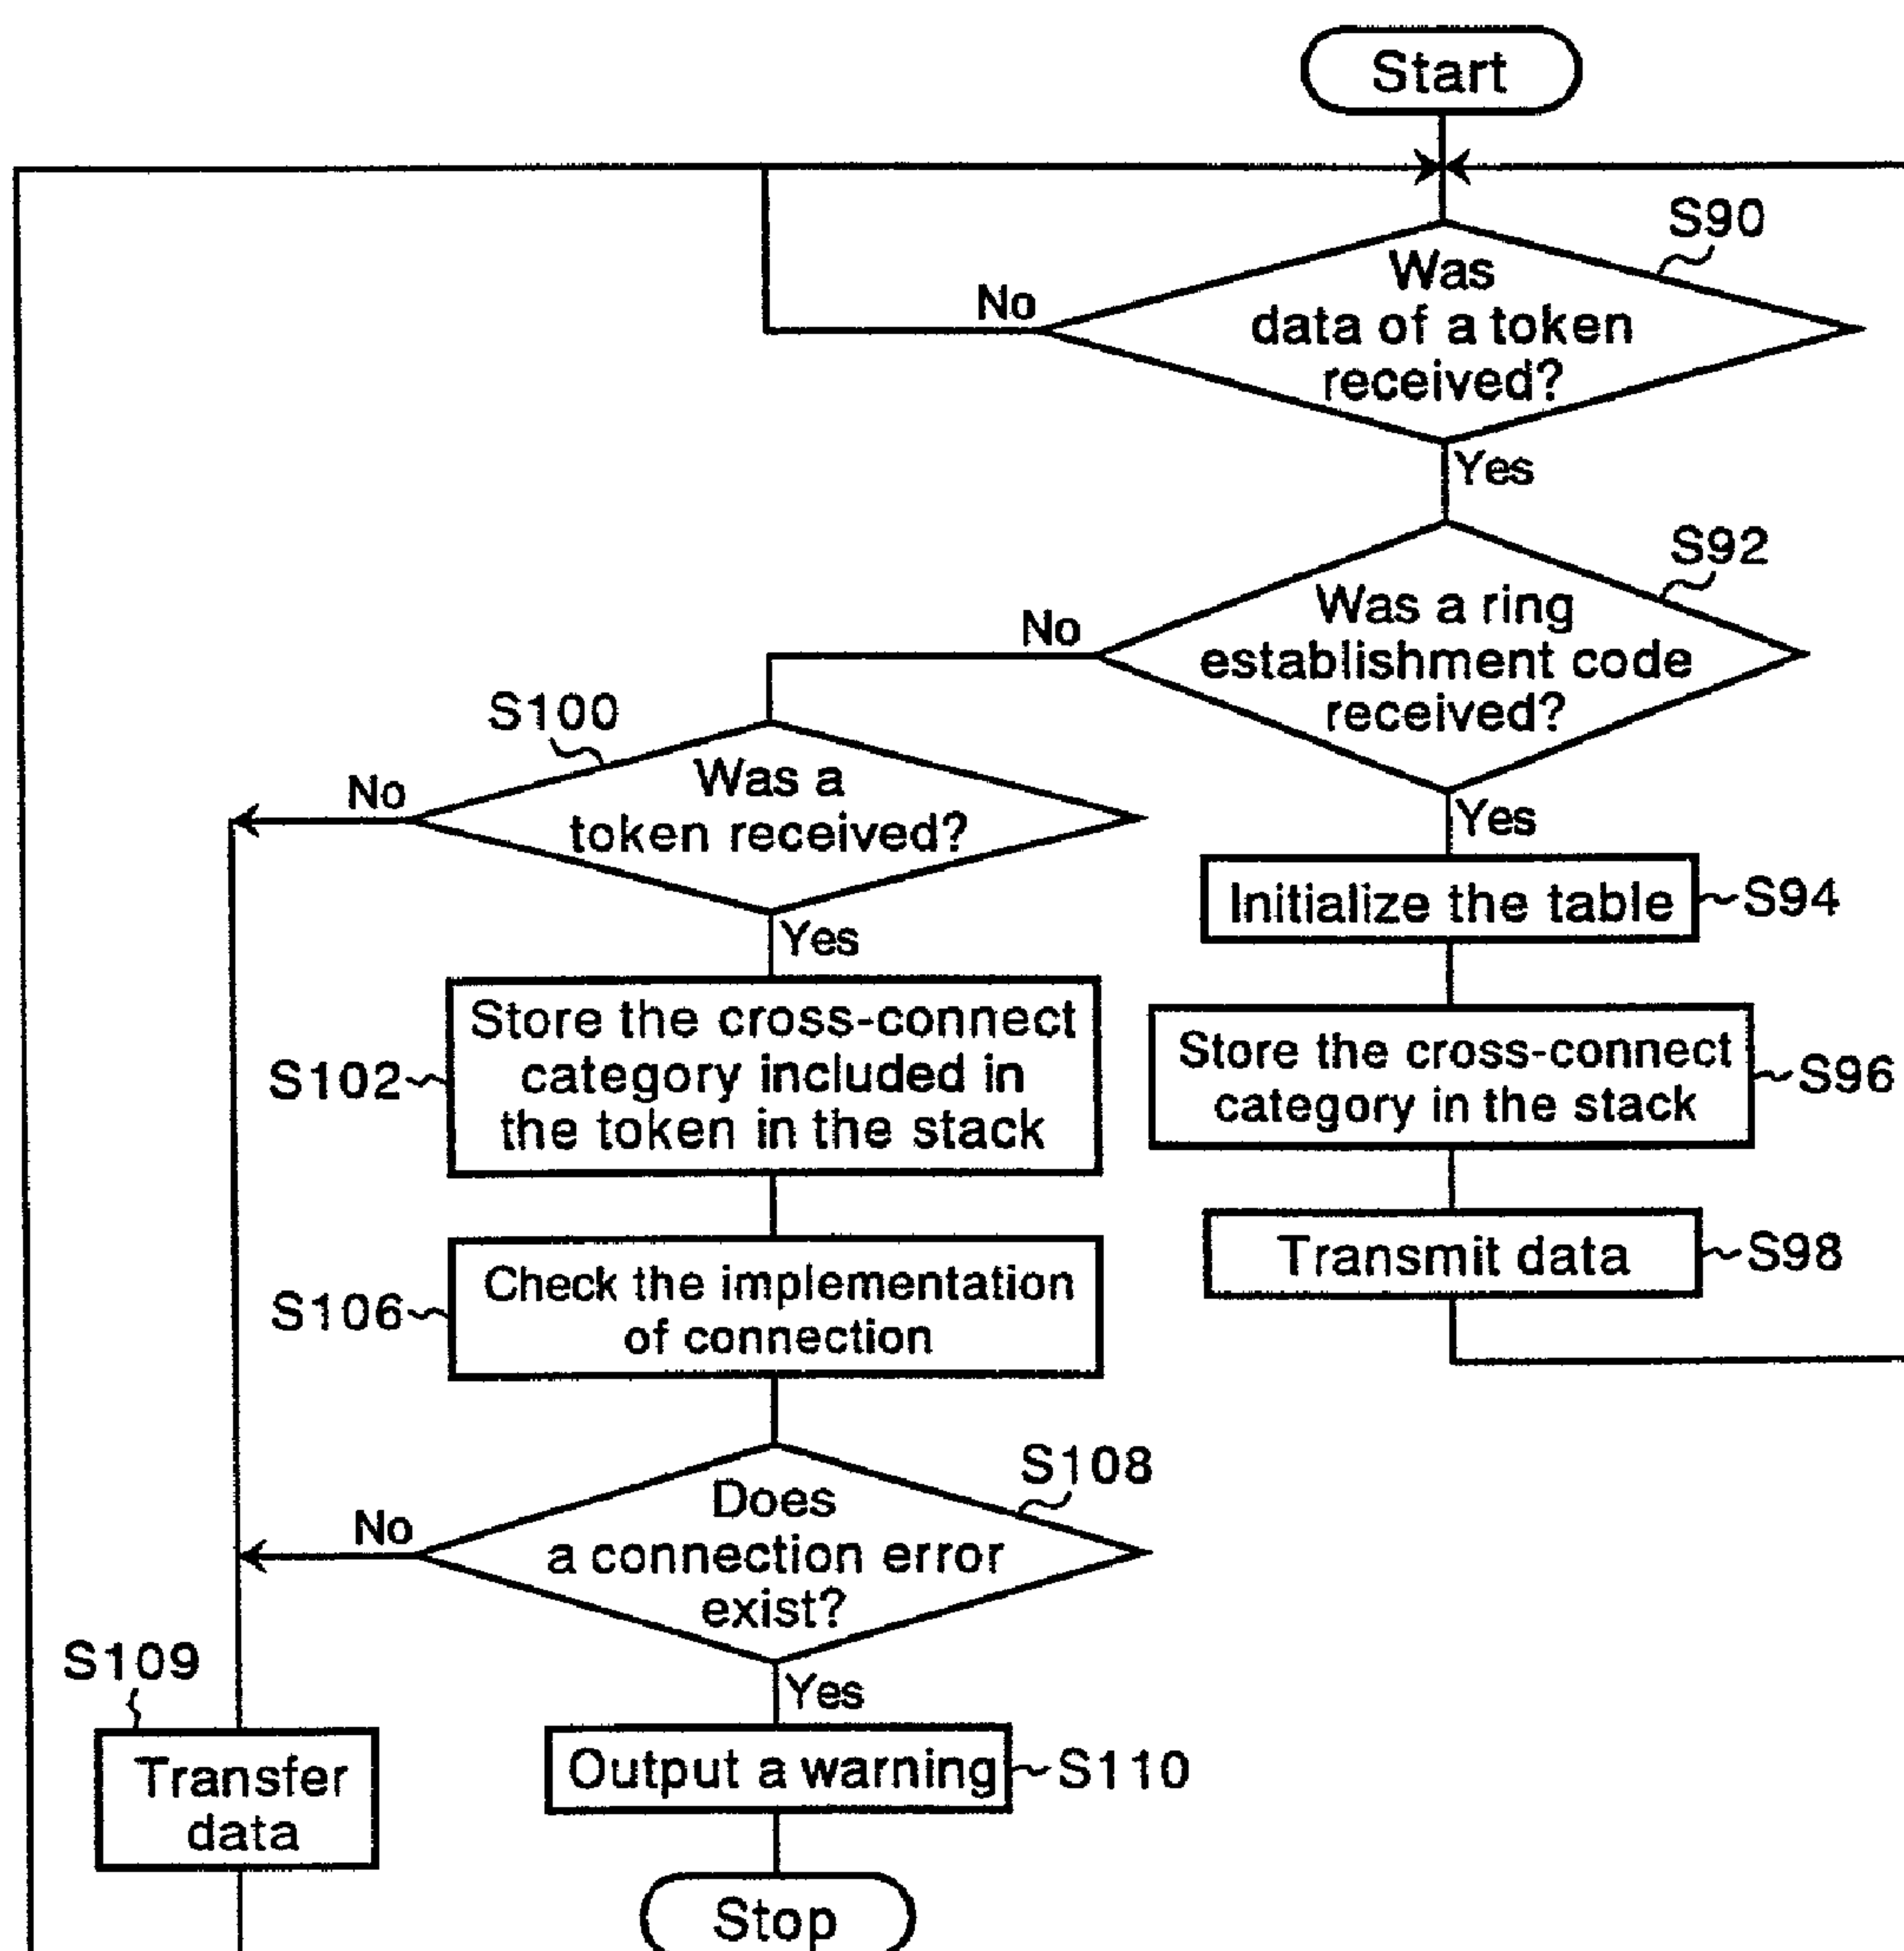 Start
S90
Was
data of a token
received?
No
Yes
S92
Was a ring
establishment code
received?
No
Yes
S100
Was a
token received?
No
Yes
Initialize the table
S94
Store the cross-connect
category included in
the token in the stack
S102
Store the cross-connect
category in the stack
S96
Transmit data
S98
Check the implementation
of connection
S106
S108
Does
a connection error
exist?
No
Yes
S109
Transfer
data
Output a warning
S110
Stop